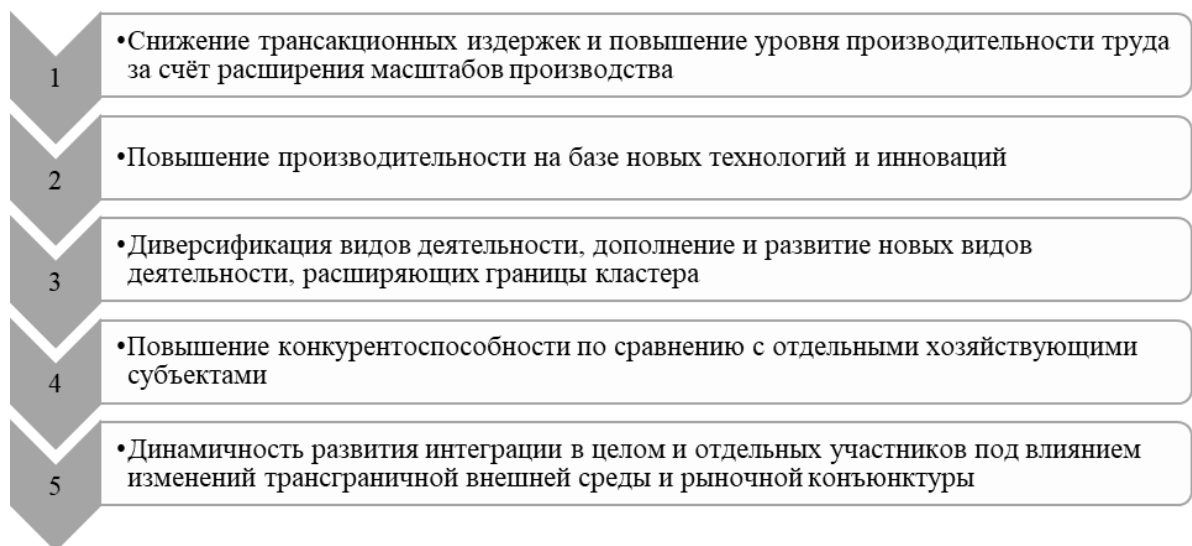 1
•Снижение трансакционных издержек и повышение уровня производительности труда
за счёт расширения масштабов производства
2
•Повышение производительности на базе новых технологий и инноваций
3
•Диверсификация видов деятельности, дополнение и развитие новых видов
деятельности, расширяющих границы кластера
4
•Повышение конкурентоспособности по сравнению с отдельными хозяйствующими
субъектами
5
•Динамичность развития интеграции в целом и отдельных участников под влиянием
изменений трансграничной внешней среды и рыночной конъюнктуры